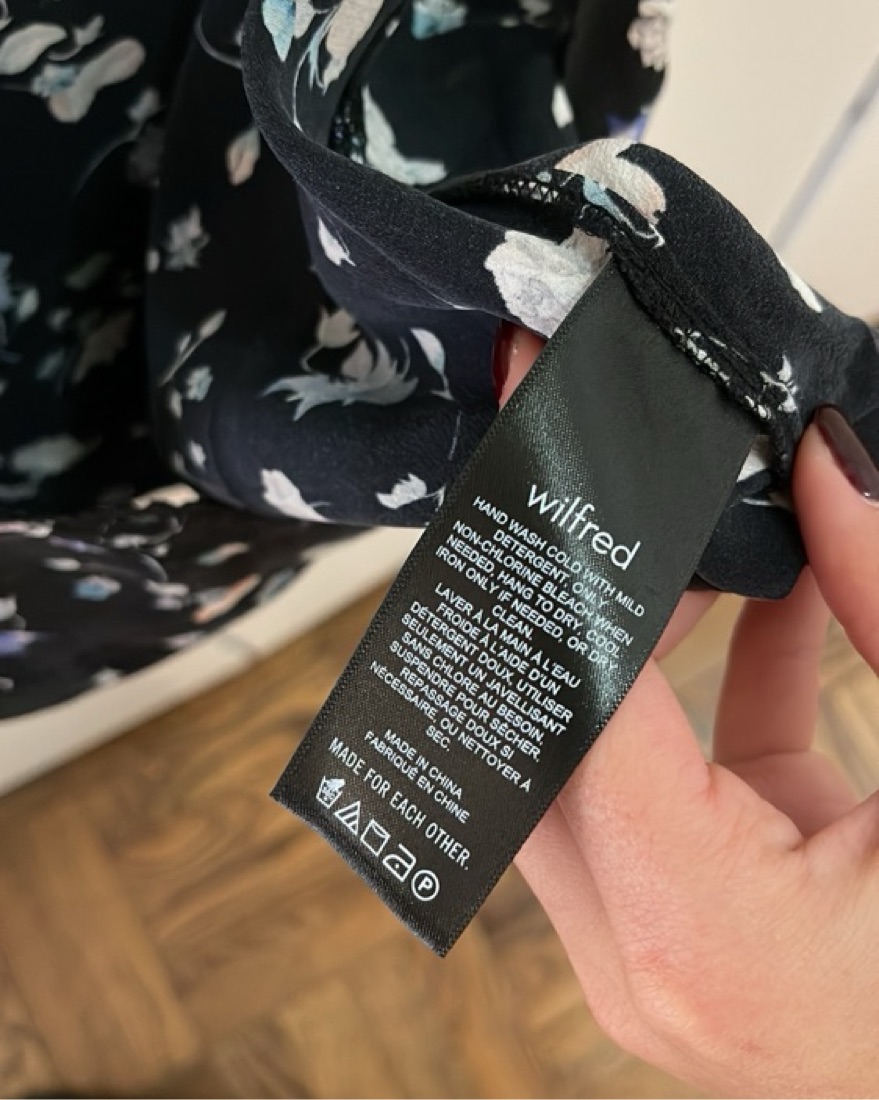 wilfred
HAND WASH COLD WITH MILD
DETERGENT. ONLY
NON-CHLORINE BLEACH WHEN
NEEDED. HANG TO DRY. COOL
IRON ONLY IF NEEDED. OR DRY
CLEAN.
LAVER À LA MAIN À L'EAU
FROIDE À L'AIDE D'UN
DÉTERGENT DOUX. UTILISER
SEULEMENT UN JAVELLISANT
SANS CHLORE AU BESOIN.
SUSPENDRE POUR SÉCHER.
REPASSAGE DOUX SI
NÉCESSAIRE, OU NETTOYER À
SEC.
MADE IN CHINA
FABRIQUÉ EN CHINE
MADE FOR EACH OTHER.
P